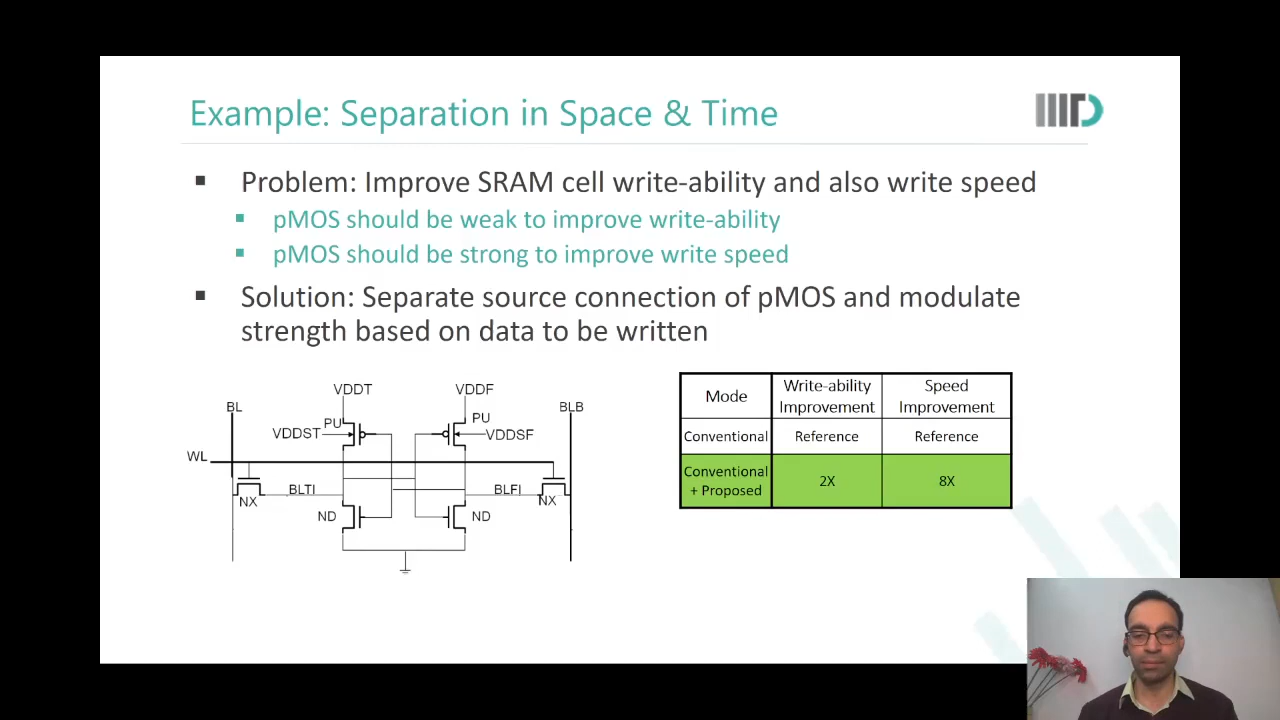 Example: Separation in Space & Time
Problem: Improve SRAM cell write-ability and also write speed
pMOS should be weak to improve write-ability
pMOS should be strong to improve write speed
Solution: Separate source connection of pMOS and modulate
strength based on data to be written
VDDT VDDF
BL BLB
PU PU
VDDST VDDSF
WL
BLTI BLFI
NX NX
ND ND
Mode Write-ability Improvement Speed Improvement
Conventional Reference Reference
Conventional + Proposed 2X 8X
IIITD